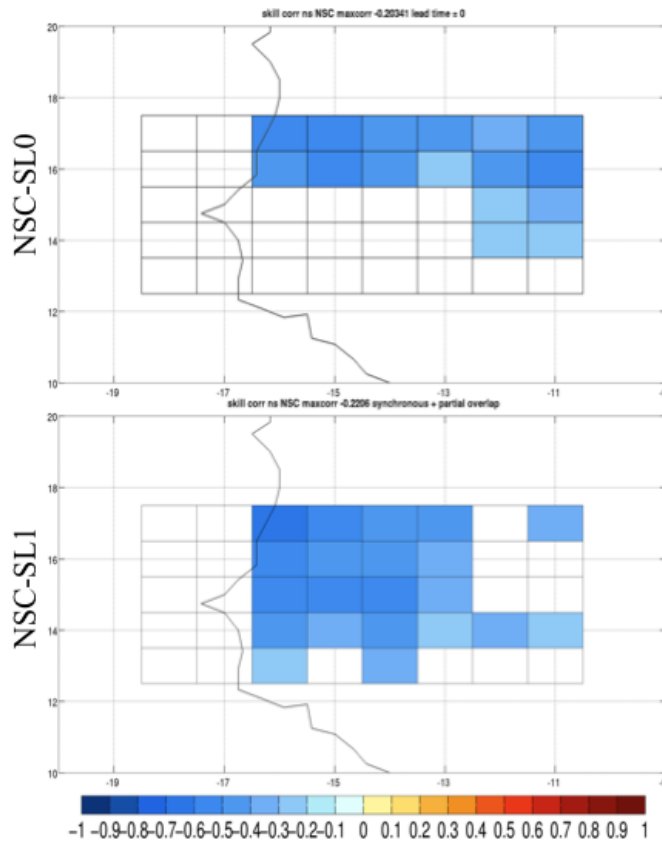 skill corr ns NSC maxcorr -0.20341 lead time = 0
NSC-SL0
20
18
16
14
12
10
-19 -17 -15 -13 -11
skill corr ns NSC maxcorr -0.2206 synchronous + partial overlap
NSC-SL1
20
18
16
14
12
10
-19 -17 -15 -13 -11
−1 −0.9 −0.8 −0.7 −0.6 −0.5 −0.4 −0.3 −0.2 −0.1 0 0.1 0.2 0.3 0.4 0.5 0.6 0.7 0.8 0.9 1